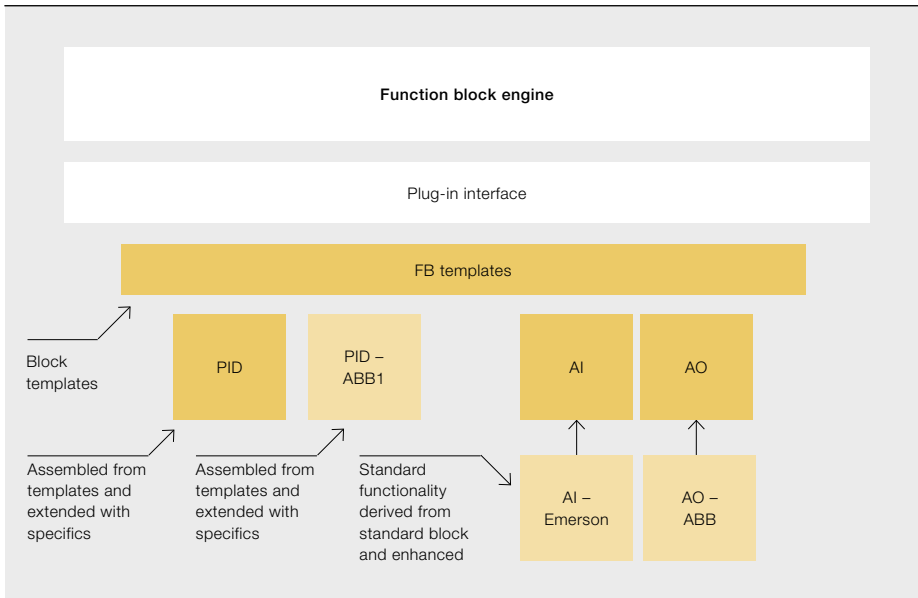 Function block engine
Plug-in interface
FB templates
Block
templates
PID
PID –
ABB1
AI
AO
Assembled from
templates and
extended with
specifics
Assembled from
templates and
extended with
specifics
Standard
functionality
derived from
standard block
and enhanced
AI –
Emerson
AO –
ABB